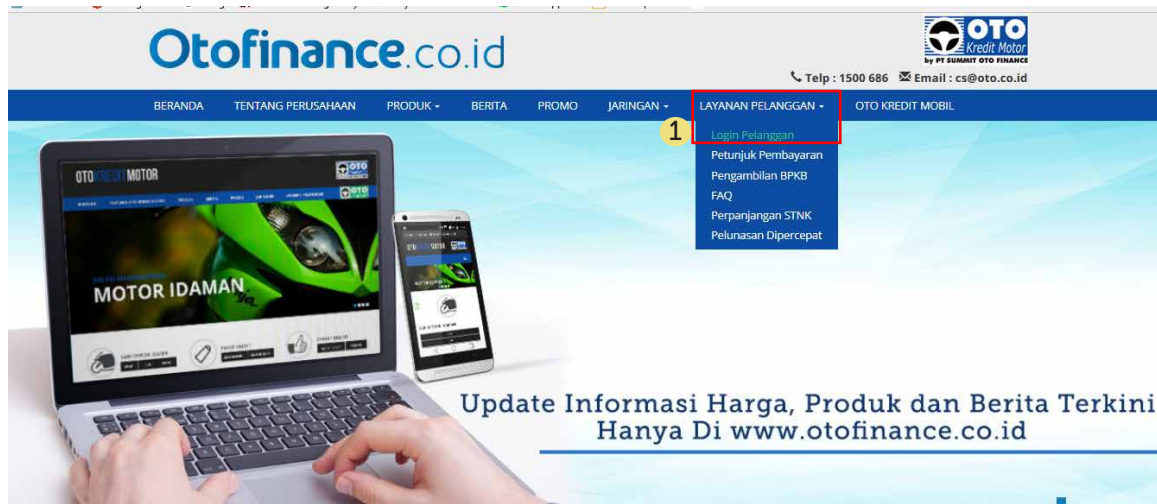 Otofinance.co.id
OTO
Kredit Motor
by PT SUMMIT OTO FINANCE
Telp : 1500 686 Email : cs@oto.co.id
BERANDA TENTANG PERUSAHAAN PRODUK BERITA PROMO JARINGAN LAYANAN PELANGGAN OTO KREDIT MOBIL
1
Login Pelanggan
Petunjuk Pembayaran
Pengambilan BPKB
FAQ
Perpanjangan STNK
Pelunasan Dipercepat
OTOKREDITMOTOR
MOTOR IDAMAN
Update Informasi Harga, Produk dan Berita Terkini
Hanya Di www.otofinance.co.id